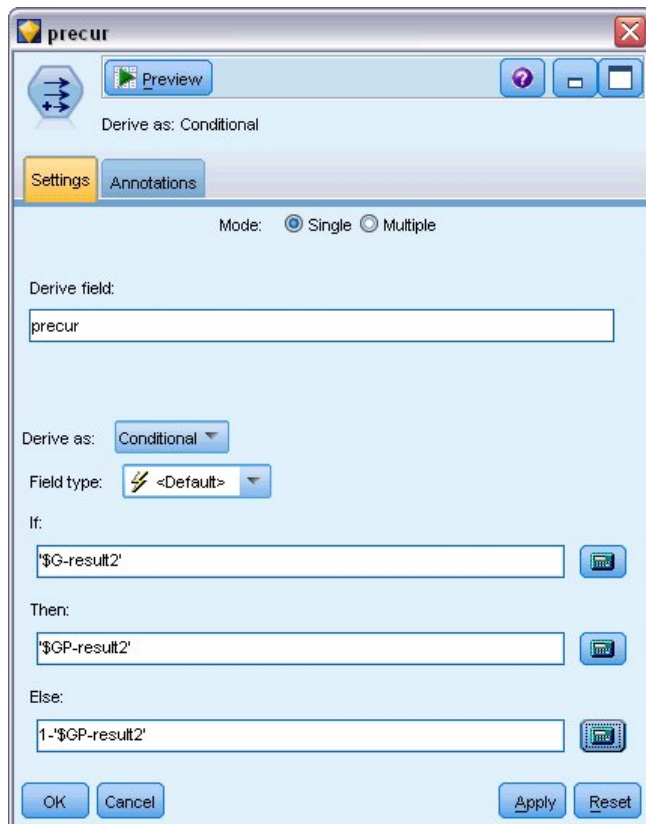 precur
Preview
Derive as: Conditional
Settings Annotations
Mode: Single Multiple
Derive field:
precur
Derive as: Conditional
Field type: <Default>
If:
'$G-result2'
Then:
'$GP-result2'
Else:
1-'$GP-result2'
OK Cancel Apply Reset